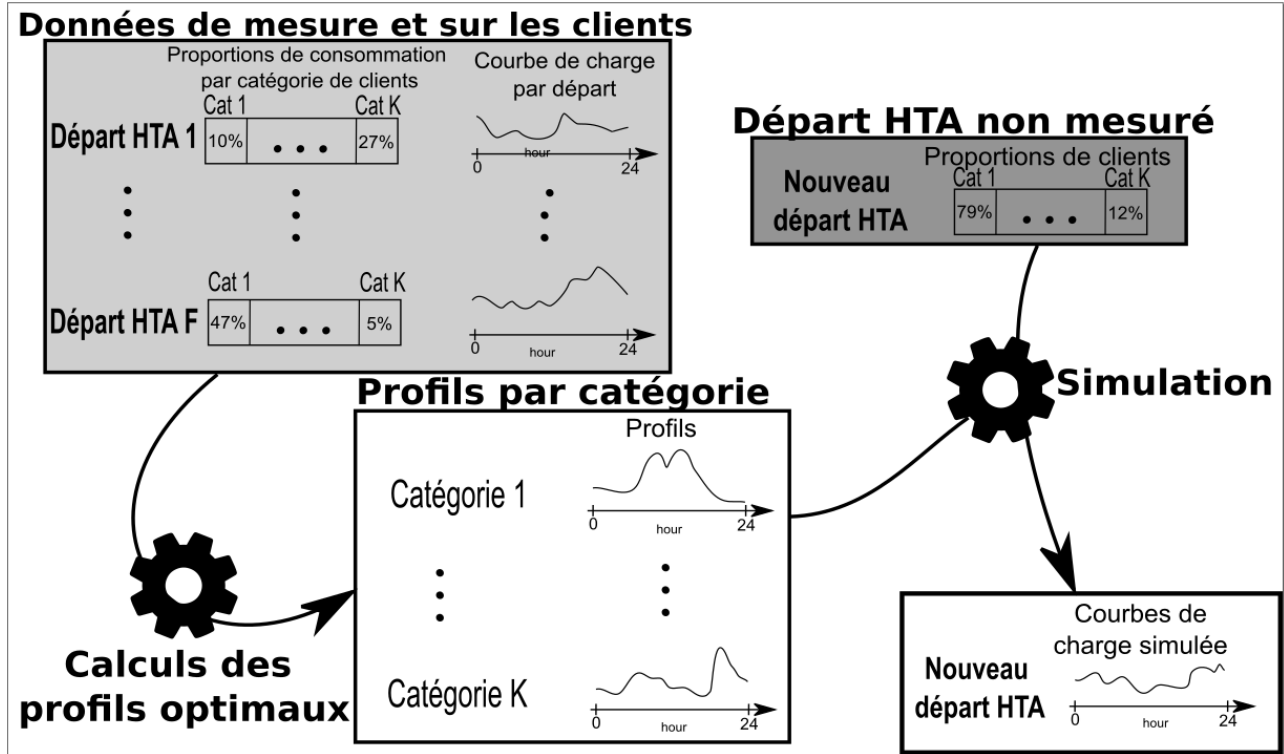 Données de mesure et sur les clients
Proportions de consommation
par catégorie de clients
Courbe de charge
par départ
Cat 1
Cat K
Départ HTA 1
10%
27%
0
hour
24
Cat 1
Cat K
Départ HTA F
47%
5%
0
hour
24
Départ HTA non mesuré
Proportions de clients
Cat 1
Cat K
Nouveau
départ HTA
79%
12%
Profils par catégorie
Profils
Catégorie 1
0
hour
24
Catégorie K
0
hour
24
Simulation
Calculs des
profils optimaux
Courbes de
charge simulée
Nouveau
départ HTA
0
hour
24